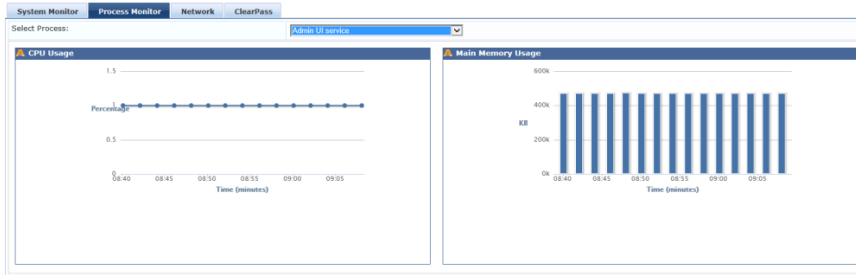 System Monitor Process Monitor Network ClearPass
Select Process: Admin UI service
CPU Usage
1.5
1
Percentage
0.5
0
08:40 08:45 08:50 08:55 09:00 09:05
Time (minutes)
Main Memory Usage
600k
400k
KB
200k
0k
08:40 08:45 08:50 08:55 09:00 09:05
Time (minutes)